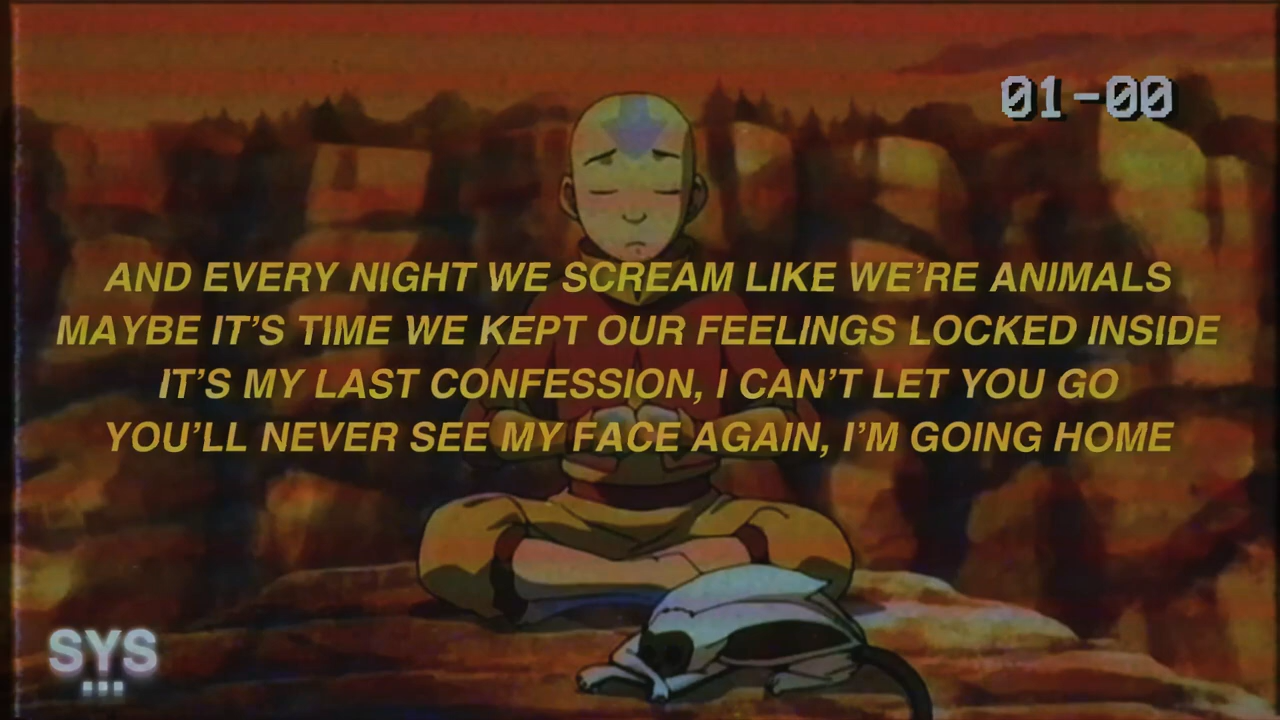 01-00
AND EVERY NIGHT WE SCREAM LIKE WE'RE ANIMALS
MAYBE IT'S TIME WE KEPT OUR FEELINGS LOCKED INSIDE
IT'S MY LAST CONFESSION, I CAN'T LET YOU GO
YOU'LL NEVER SEE MY FACE AGAIN, I'M GOING HOME
SYS
...